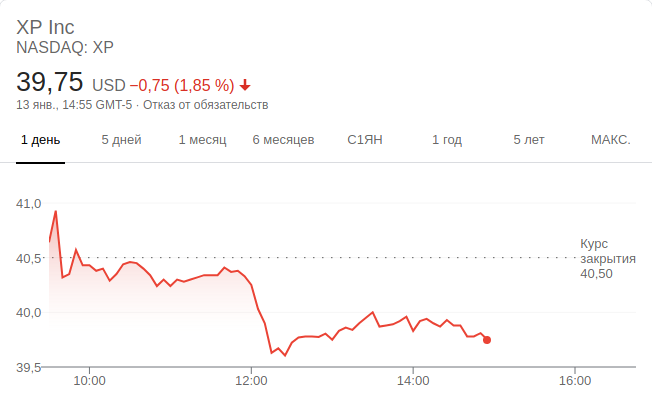 XP Inc
NASDAQ: XP
39,75 USD −0,75 (1,85 %)
13 янв., 14:55 GMT-5 · Отказ от обязательств
1 день 5 дней 1 месяц 6 месяцев С1ЯН 1 год 5 лет МАКС.
41,0
40,5
40,0
39,5
Курс
закрытия
40,50
10:00 12:00 14:00 16:00